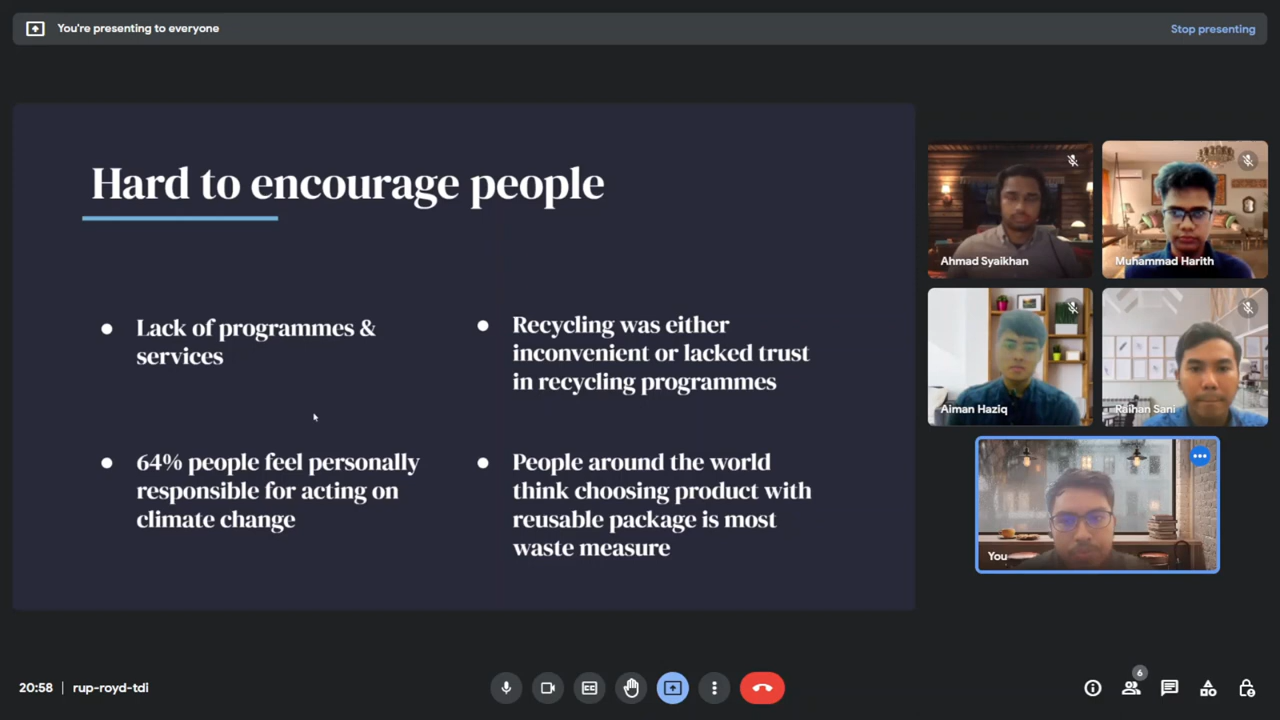 You're presenting to everyone
Stop presenting
Hard to encourage people
● Lack of programmes &
services
● 64% people feel personally
responsible for acting on
climate change
● Recycling was either
inconvenient or lacked trust
in recycling programmes
● People around the world
think choosing product with
reusable package is most
waste measure
Ahmad Syaikhan
Muhammad Harith
Aiman Haziq
Raihan Sani
You
20:58 | rup-royd-tdi
CC
6